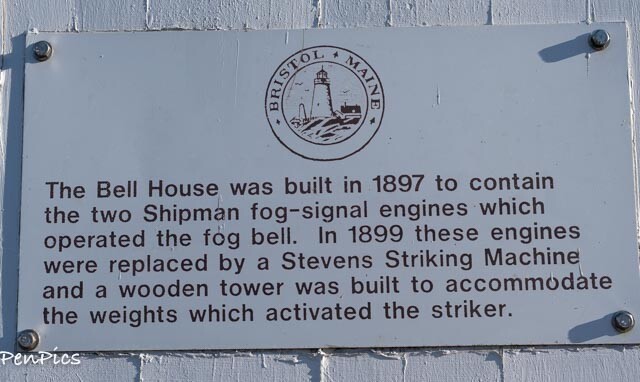 BRISTOL ★ MAINE ★
The Bell House was built in 1897 to contain
the two Shipman fog-signal engines which
operated the fog bell. In 1899 these engines
were replaced by a Stevens Striking Machine
and a wooden tower was built to accommodate
the weights which activated the striker.
PenPics